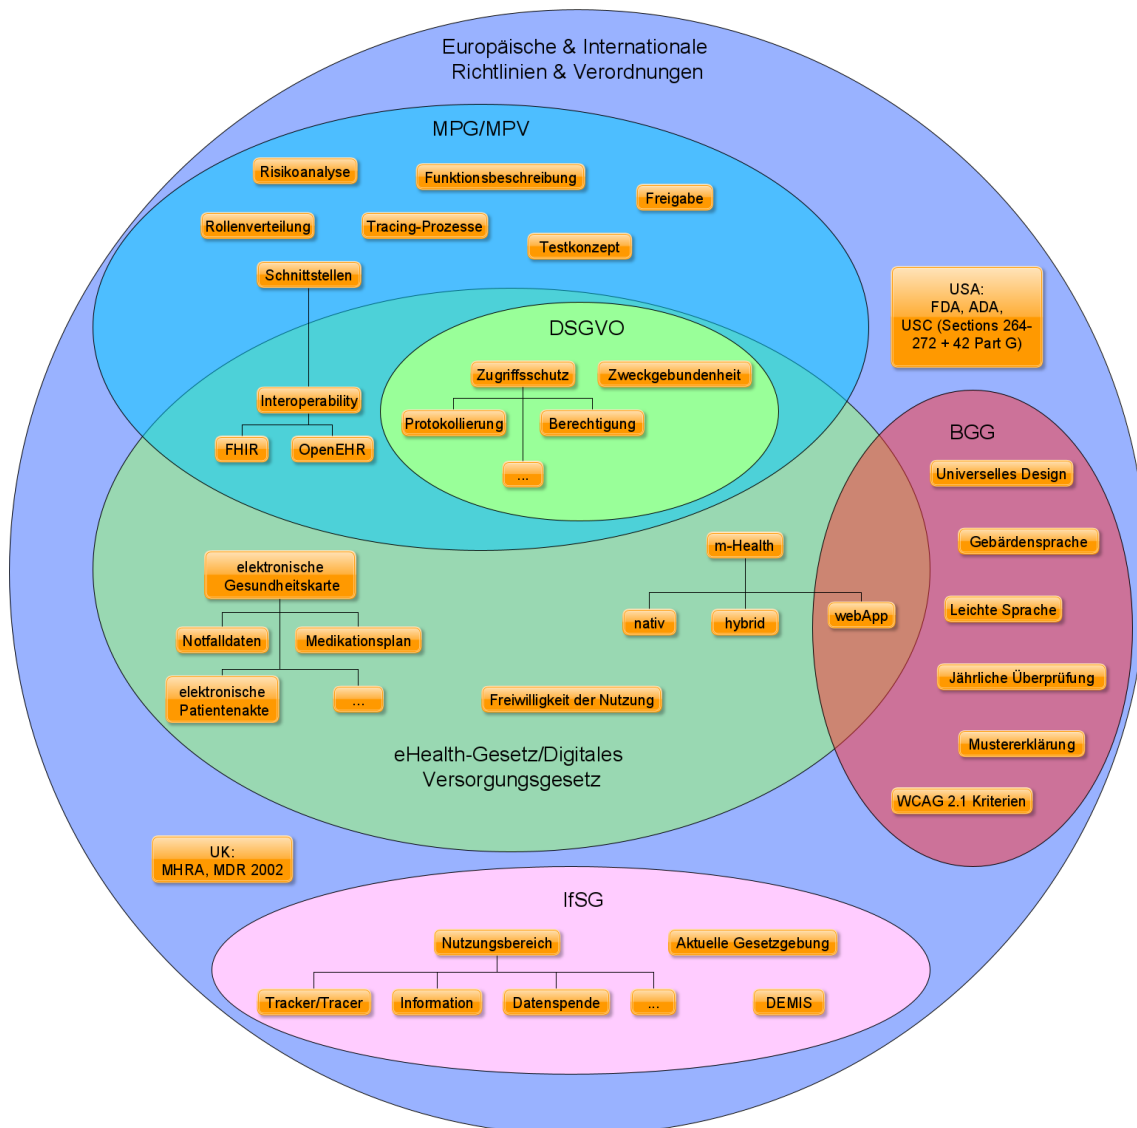 Europäische & Internationale
Richtlinien & Verordnungen
MPG/MPV
Risikoanalyse
Funktionsbeschreibung
Freigabe
Rollenverteilung
Tracing-Prozesse
Testkonzept
Schnittstellen
USA:
FDA, ADA,
USC (Sections 264-
272 + 42 Part G)
DSGVO
Zugriffsschutz
Zweckgebundenheit
Interoperability
Protokollierung
Berechtigung
FHIR
OpenEHR
...
BGG
Universelles Design
Gebärdensprache
Leichte Sprache
Jährliche Überprüfung
Mustererklärung
WCAG 2.1 Kriterien
m-Health
nativ
hybrid
webApp
elektronische
Gesundheitskarte
Notfalldaten
Medikationsplan
elektronische
Patientenakte
...
Freiwilligkeit der Nutzung
eHealth-Gesetz/Digitales
Versorgungsgesetz
UK:
MHRA, MDR 2002
IfSG
Nutzungsbereich
Aktuelle Gesetzgebung
Tracker/Tracer
Information
Datenspende
...
DEMIS